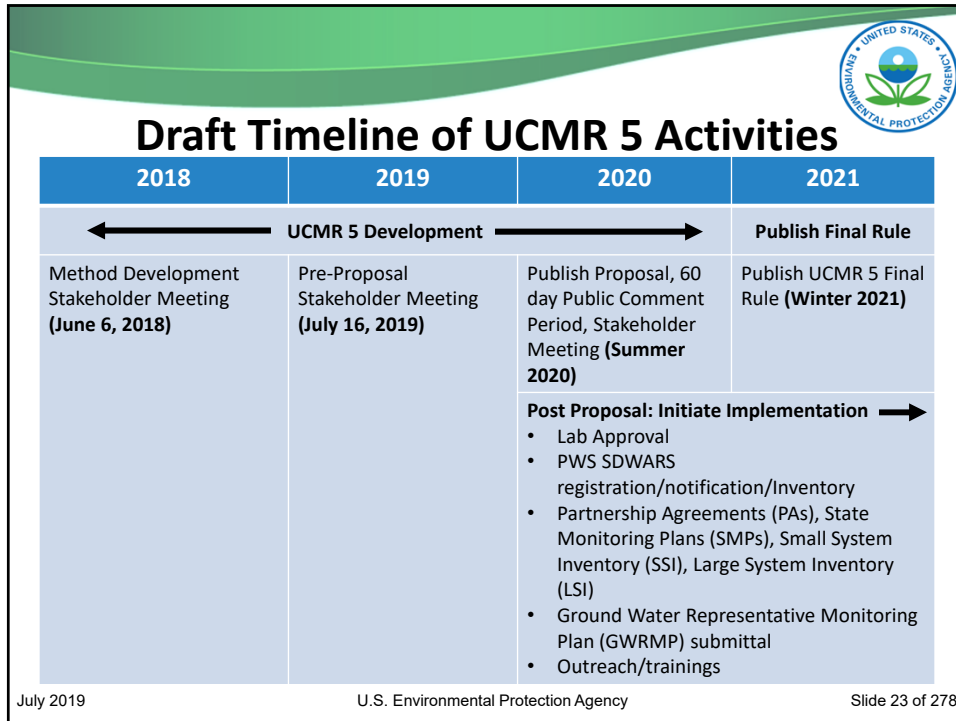 UNITED STATES
ENVIRONMENTAL PROTECTION AGENCY
Draft Timeline of UCMR 5 Activities
2018 2019 2020 2021
UCMR 5 Development Publish Final Rule
Method Development
Stakeholder Meeting
(June 6, 2018)
Pre-Proposal
Stakeholder Meeting
(July 16, 2019)
Publish Proposal, 60
day Public Comment
Period, Stakeholder
Meeting (Summer
2020)
Publish UCMR 5 Final
Rule (Winter 2021)
Post Proposal: Initiate Implementation
• Lab Approval
• PWS SDWARS
registration/notification/Inventory
• Partnership Agreements (PAs), State
Monitoring Plans (SMPs), Small System
Inventory (SSI), Large System Inventory
(LSI)
• Ground Water Representative Monitoring
Plan (GWRMP) submittal
• Outreach/trainings
July 2019 U.S. Environmental Protection Agency Slide 23 of 278